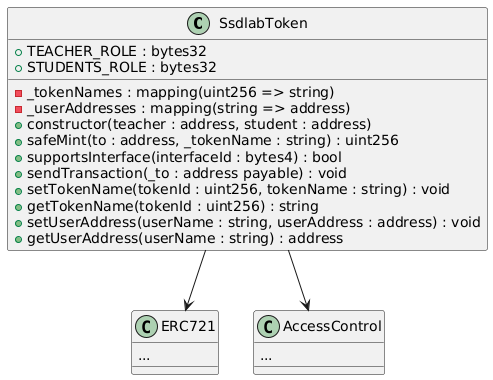 C SsdlabToken
TEACHER_ROLE : bytes32
STUDENTS_ROLE : bytes32
_tokenNames : mapping(uint256 => string)
_userAddresses : mapping(string => address)
constructor(teacher : address, student : address)
safeMint(to : address, _tokenName : string) : uint256
supportsInterface(interfaceId : bytes4) : bool
sendTransaction(_to : address payable) : void
setTokenName(tokenId : uint256, tokenName : string) : void
getTokenName(tokenId : uint256) : string
setUserAddress(userName : string, userAddress : address) : void
getUserAddress(userName : string) : address
C ERC721
...
C AccessControl
...